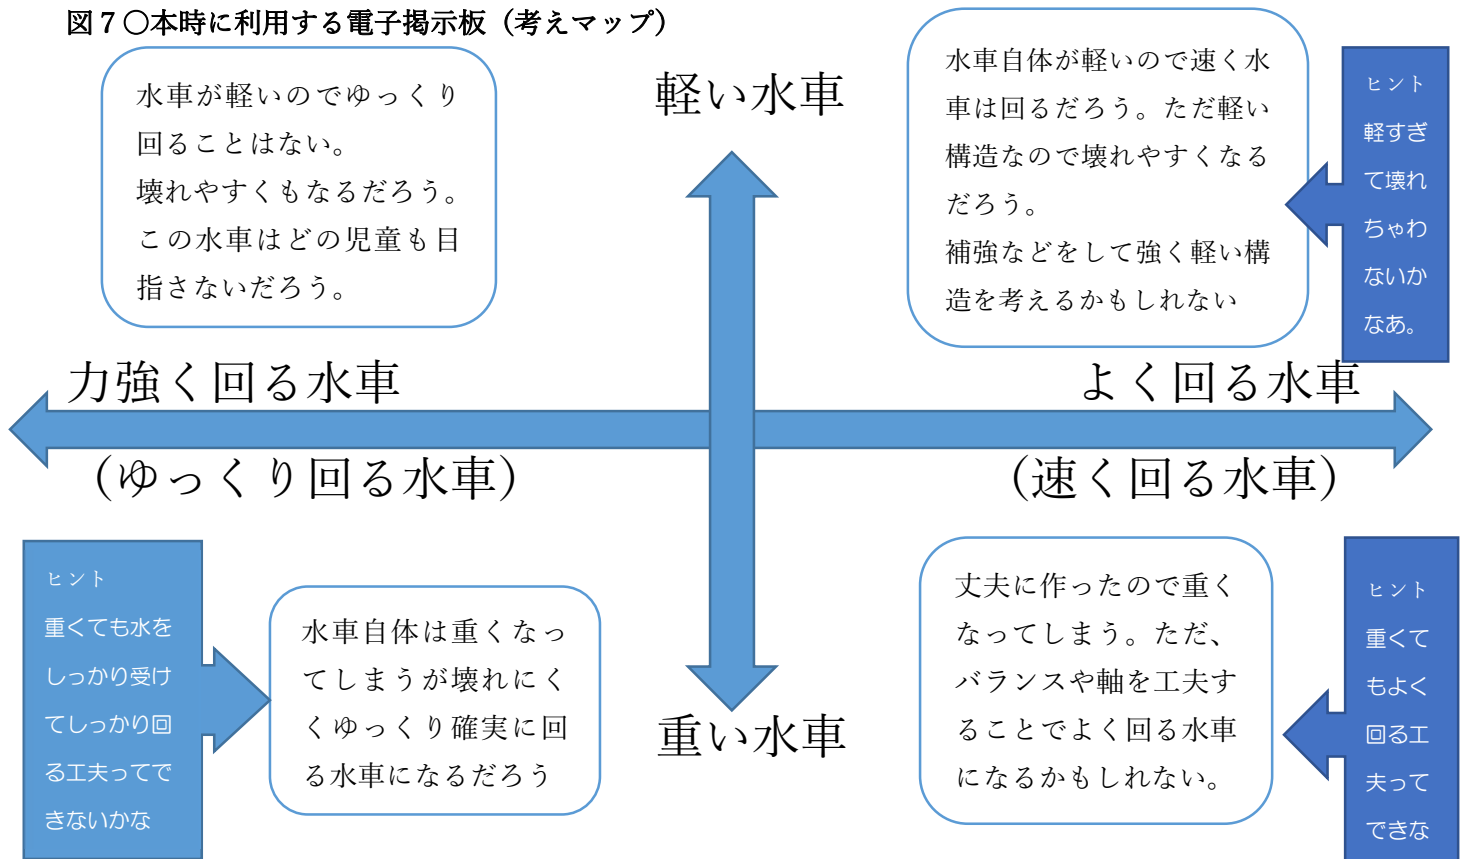 図７○本時に利用する電子掲示板（考えマップ）
水車が軽いのでゆっくり
回ることはない。
壊れやすくもなるだろう。
この水車はどの児童も目
指さないだろう。
軽い水車
水車自体が軽いので速く水
車は回るだろう。ただ軽い
構造なので壊れやすくなる
だろう。
補強などをして強く軽い構
造を考えるかもしれない
ヒント
軽すぎ
て壊れ
ちゃわ
ないか
なあ。
力強く回る水車
（ゆっくり回る水車）
よく回る水車
（速く回る水車）
ヒント
重くても水を
しっかり受け
てしっかり回
る工夫ってで
きないかな
水車自体は重くなっ
てしまうが壊れにく
くゆっくり確実に回
る水車になるだろう
重い水車
丈夫に作ったので重く
なってしまう。ただ、
バランスや軸を工夫す
ることでよく回る水車
になるかもしれない。
ヒント
重くて
もよく
回る工
夫って
できな